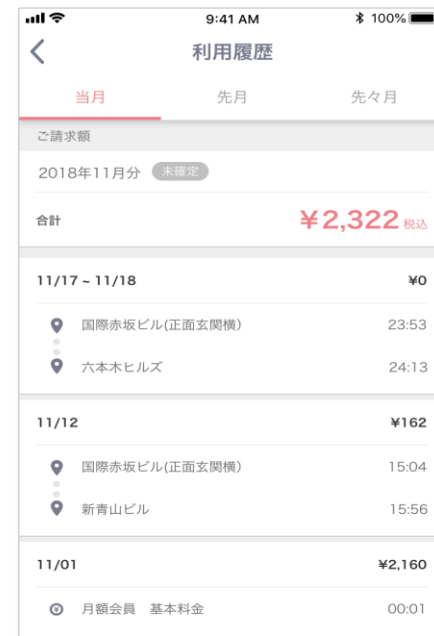 9:41 AM
100%
利用履歴
当月 先月 先々月
ご請求額
2018年11月分 未確定
合計 ¥2,322 税込
11/17 ~ 11/18 ¥0
国際赤坂ビル(正面玄関横) 23:53
六本木ヒルズ 24:13
11/12 ¥162
国際赤坂ビル(正面玄関横) 15:04
新青山ビル 15:56
11/01 ¥2,160
月額会員 基本料金 00:01